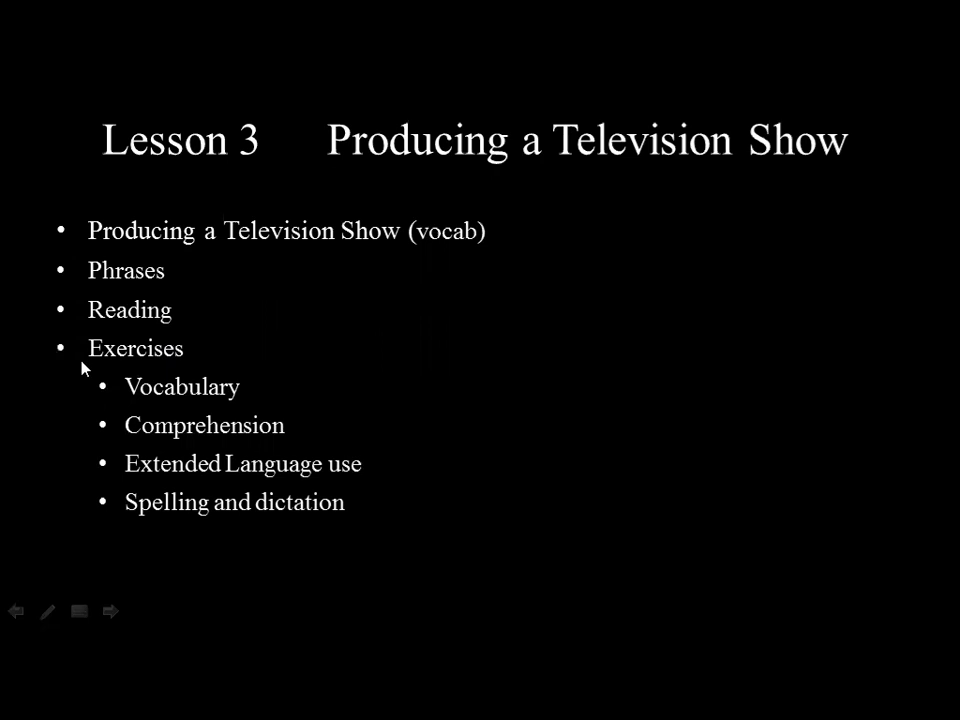 Lesson 3 Producing a Television Show
• Producing a Television Show (vocab)
• Phrases
• Reading
• Exercises
• Vocabulary
• Comprehension
• Extended Language use
• Spelling and dictation